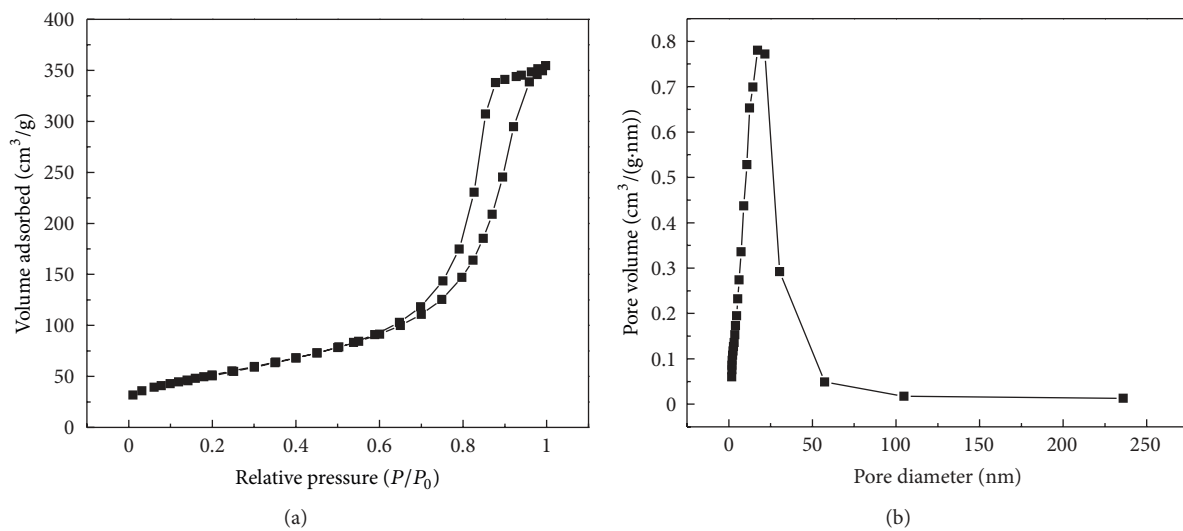 400
350
300
250
200
150
100
50
0
Volume adsorbed (cm³/g)
0 0.2 0.4 0.6 0.8 1
Relative pressure (P/P₀)
(a)
0.8
0.7
0.6
0.5
0.4
0.3
0.2
0.1
0
Pore volume (cm³/(g·nm))
0 50 100 150 200 250
Pore diameter (nm)
(b)